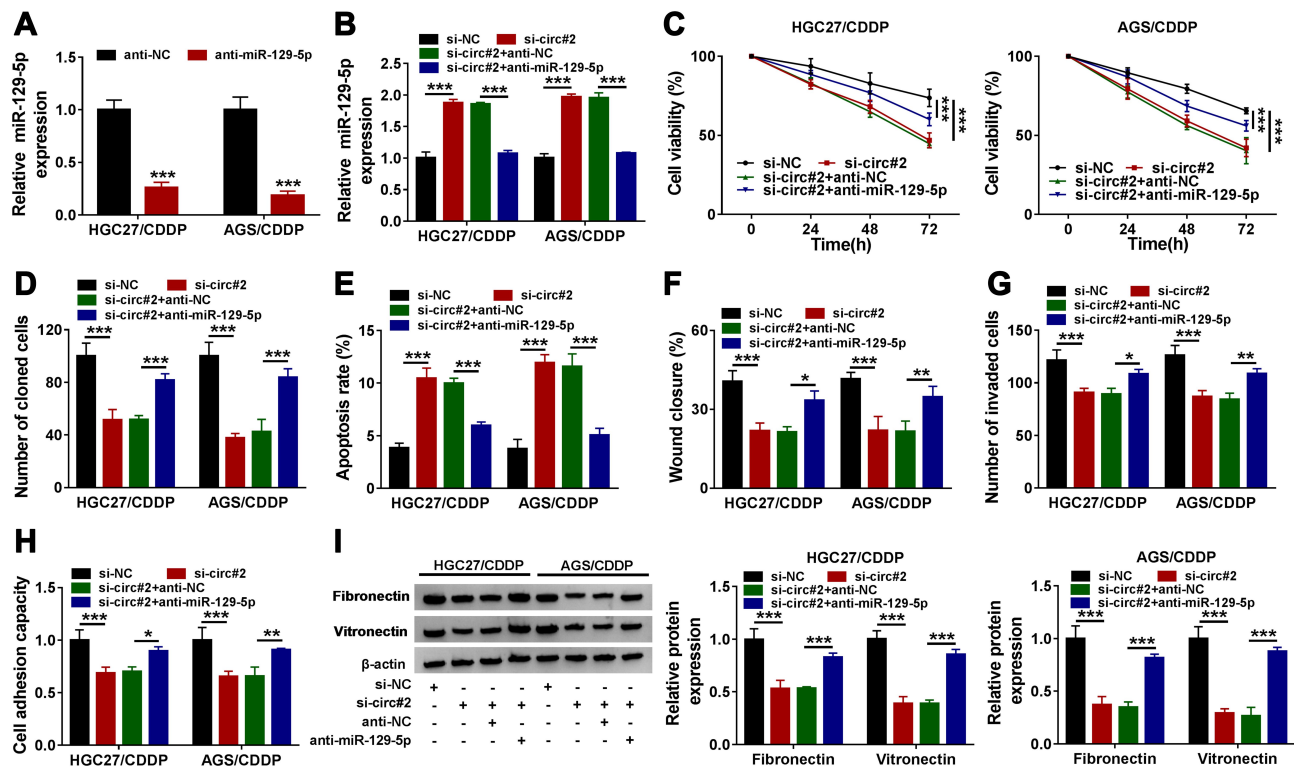 A
anti-NC anti-miR-129-5p
Relative miR-129-5p
expression
1.5
1.0
0.5
0.0
*** ***
HGC27/CDDP AGS/CDDP
B
si-NC si-circ#2
si-circ#2+anti-NC
si-circ#2+anti-miR-129-5p
Relative miR-129-5p
expression
2.5
2.0
1.5
1.0
0.5
0.0
*** *** *** ***
HGC27/CDDP AGS/CDDP
C
HGC27/CDDP
Cell viability (%)
100
50
0
*** ***
si-NC si-circ#2
si-circ#2+anti-NC
si-circ#2+anti-miR-129-5p
0 24 48 72
Time(h)
AGS/CDDP
Cell viability (%)
100
50
0
*** ***
si-NC si-circ#2
si-circ#2+anti-NC
si-circ#2+anti-miR-129-5p
0 24 48 72
Time(h)
D
si-NC si-circ#2
si-circ#2+anti-NC
si-circ#2+anti-miR-129-5p
Number of cloned cells
120
80
40
0
*** *** *** ***
HGC27/CDDP AGS/CDDP
E
si-NC si-circ#2
si-circ#2+anti-NC
si-circ#2+anti-miR-129-5p
Apoptosis rate (%)
15
10
5
0
*** *** *** ***
HGC27/CDDP AGS/CDDP
F
si-NC si-circ#2
si-circ#2+anti-NC
si-circ#2+anti-miR-129-5p
Wound closure (%)
60
30
0
*** * *** **
HGC27/CDDP AGS/CDDP
G
si-NC si-circ#2
si-circ#2+anti-NC
si-circ#2+anti-miR-129-5p
Number of invaded cells
150
100
50
0
*** * *** **
HGC27/CDDP AGS/CDDP
H
si-NC si-circ#2
si-circ#2+anti-NC
si-circ#2+anti-miR-129-5p
Cell adhesion capacity
1.5
1.0
0.5
0.0
*** * *** **
HGC27/CDDP AGS/CDDP
I
HGC27/CDDP AGS/CDDP
Fibronectin
Vitronectin
β-actin
si-NC + - - - + - - -
si-circ#2 - + + + - + + +
anti-NC - - + - - - + -
anti-miR-129-5p - - - + - - - +
HGC27/CDDP
si-NC si-circ#2
si-circ#2+anti-NC
si-circ#2+anti-miR-129-5p
Relative protein
expression
1.5
1.0
0.5
0.0
*** *** *** ***
Fibronectin Vitronectin
AGS/CDDP
si-NC si-circ#2
si-circ#2+anti-NC
si-circ#2+anti-miR-129-5p
Relative protein
expression
1.5
1.0
0.5
0.0
*** *** *** ***
Fibronectin Vitronectin